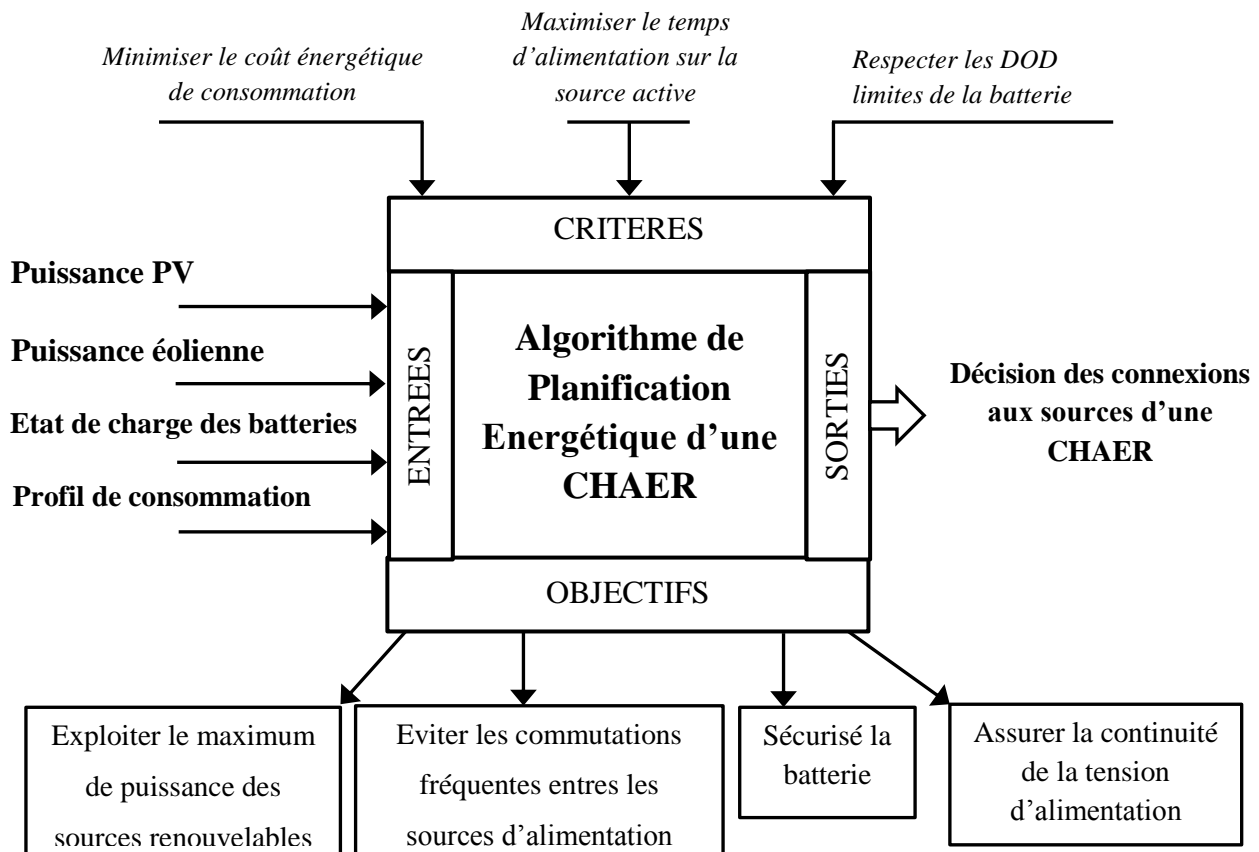 Minimiser le coût énergétique
de consommation
Maximiser le temps
d'alimentation sur la
source active
Respecter les DOD
limites de la batterie
CRITERES
Puissance PV
Puissance éolienne
Etat de charge des batteries
Profil de consommation
ENTREES
Algorithme de
Planification
Energétique d'une
CHAER
SORTIES
Décision des connexions
aux sources d'une
CHAER
OBJECTIFS
Exploiter le maximum
de puissance des
sources renouvelables
Eviter les commutations
fréquentes entres les
sources d'alimentation
Sécurisé la
batterie
Assurer la continuité
de la tension
d'alimentation